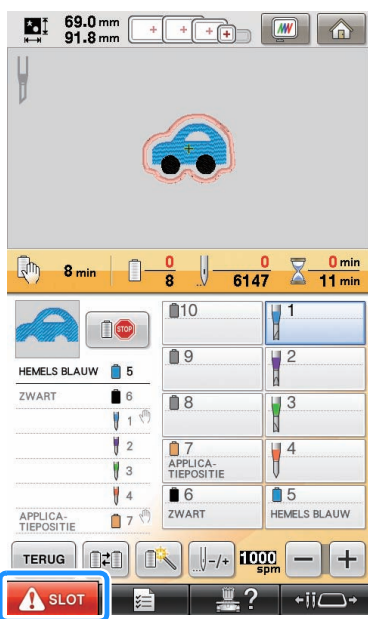 69.0 mm
91.8 mm
8 min
0
8
0
6147
0 min
11 min
STOP
HEMELS BLAUW 5
ZWART 6
1
2
3
4
APPLICA-
TIEPOSITIE 7
10
9
8
7
APPLICA-
TIEPOSITIE
6
ZWART
1
2
3
4
5
HEMELS BLAUW
TERUG
-/+
1000
spm
- +
SLOT
?